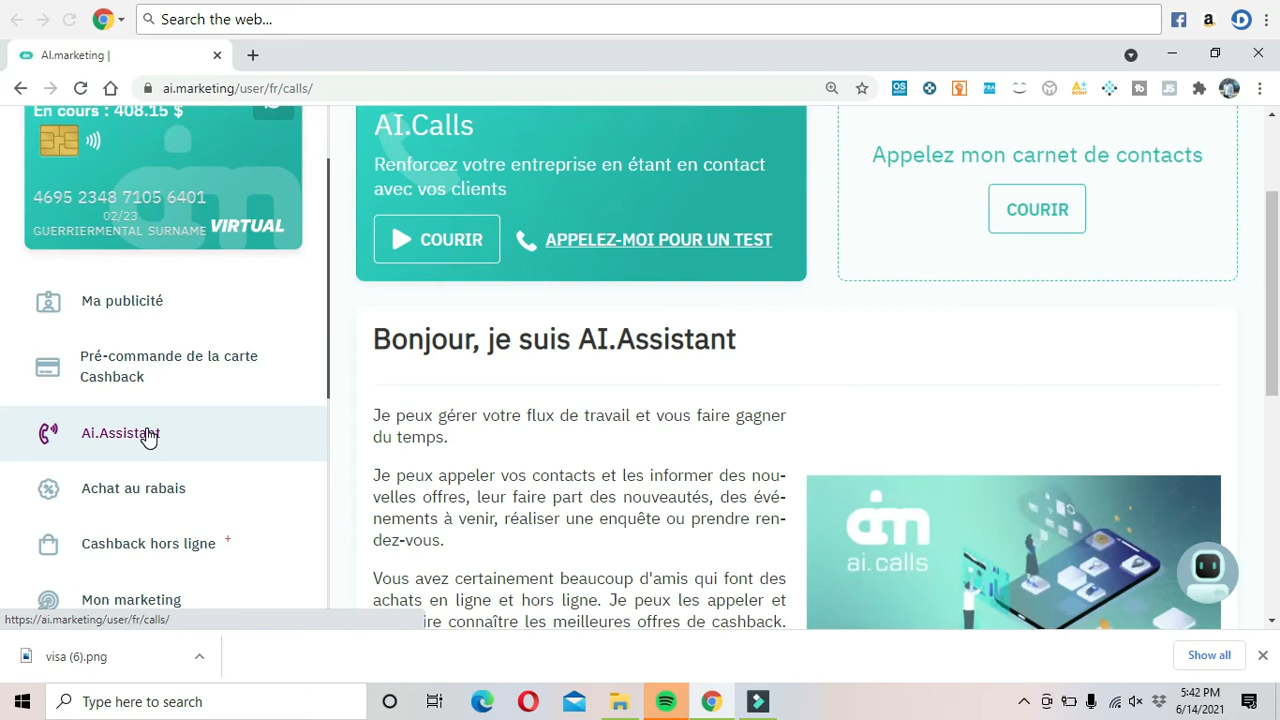 Search the web...
AI.marketing |
ai.marketing/user/fr/calls/
En cours : 408.15 $
4695 2348 7105 6401
02/23
GUERRIERMENTAL SURNAME
VIRTUAL
Ma publicité
Pré-commande de la carte
Cashback
Ai.Assistant
Achat au rabais
Cashback hors ligne +
Mon marketing
https://ai.marketing/user/fr/calls/
AI.Calls
Renforcez votre entreprise en étant en contact
avec vos clients
COURIR
APPELEZ-MOI POUR UN TEST
Appelez mon carnet de contacts
COURIR
Bonjour, je suis AI.Assistant
Je peux gérer votre flux de travail et vous faire gagner
du temps.
Je peux appeler vos contacts et les informer des nou-
velles offres, leur faire part des nouveautés, des évé-
nements à venir, réaliser une enquête ou prendre ren-
dez-vous.
Vous avez certainement beaucoup d'amis qui font des
achats en ligne et hors ligne. Je peux les appeler et
connaître les meilleures offres de cashback.
am
ai.calls
visa (6).png
Show all
Type here to search
5:42 PM
6/14/2021